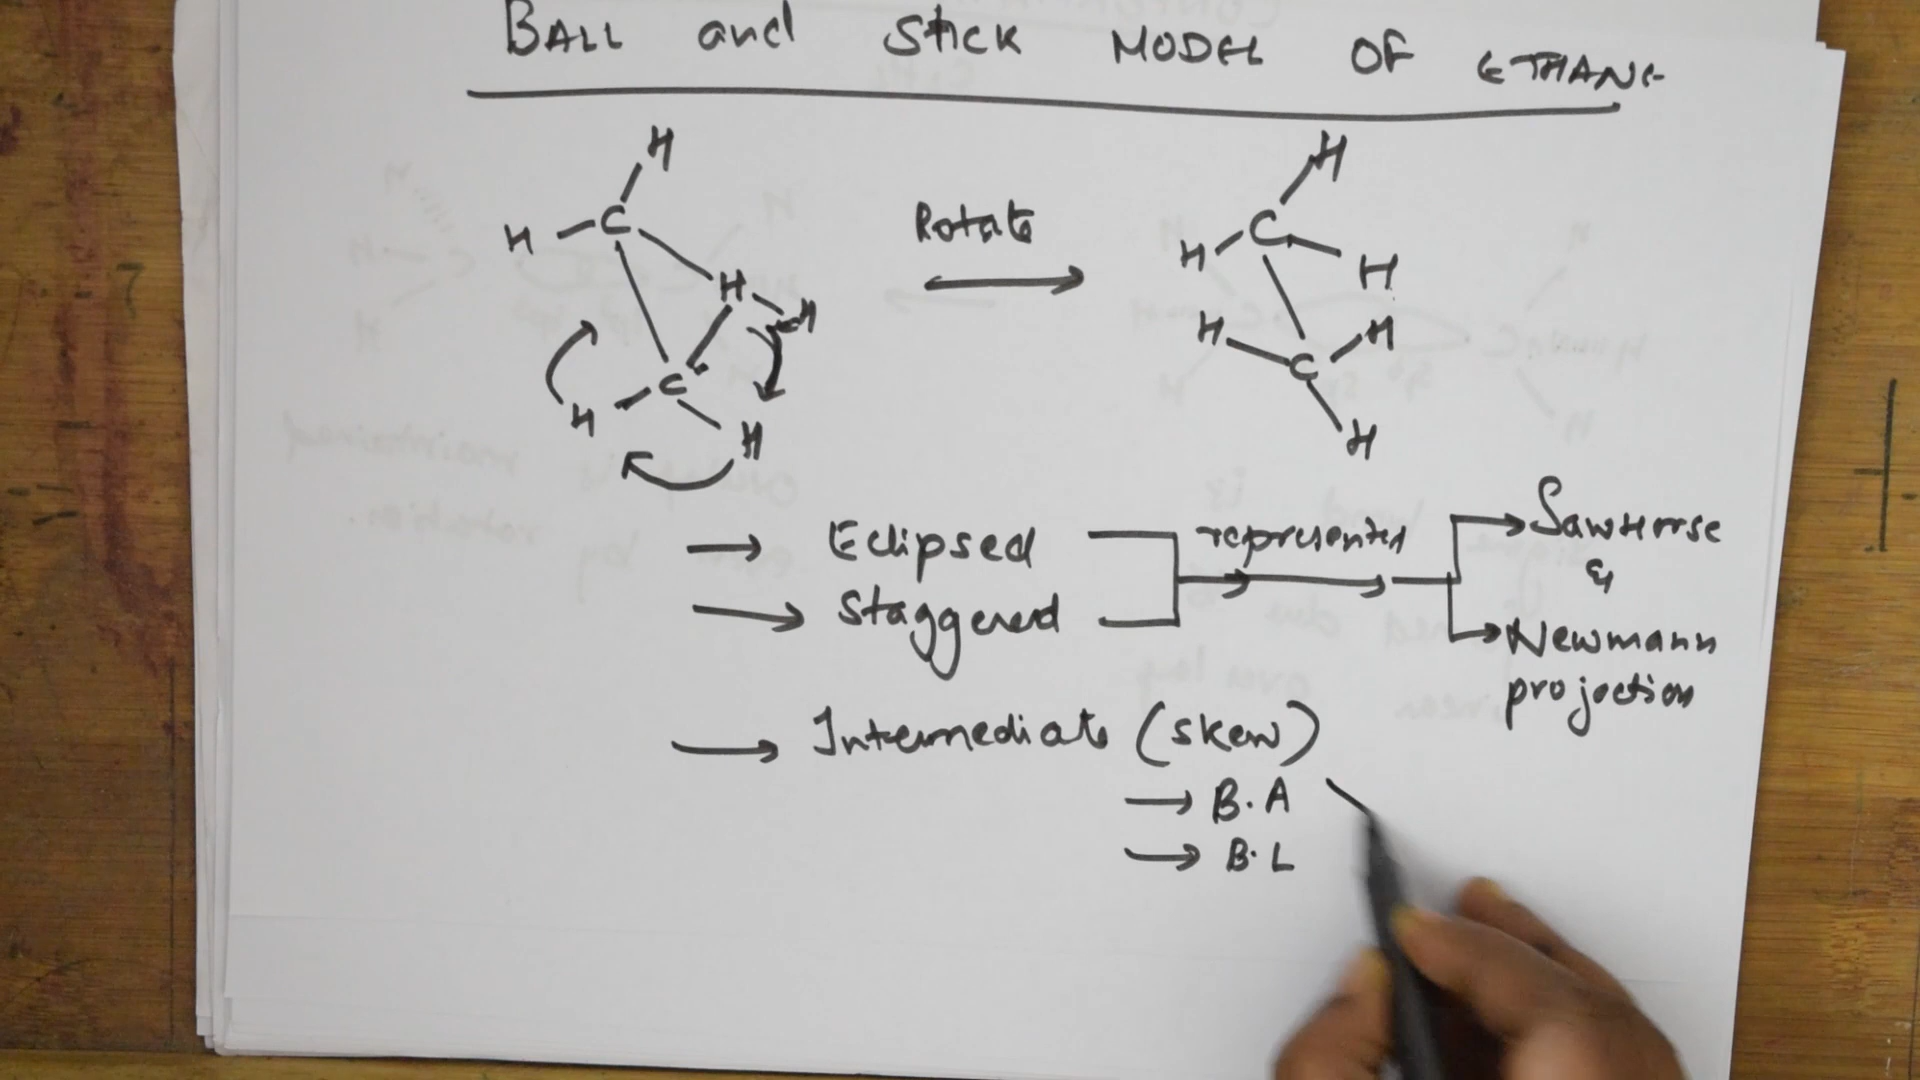 BALL and Stick MODEL OF ETHANE
H H
H C Rotate C
H H
H H H H
C C
H H H
→ Eclipsed represented → Sawhorse
&
→ Staggered → Newmann
projection
→ Intermediate (skew)
→ B.A
→ B.L